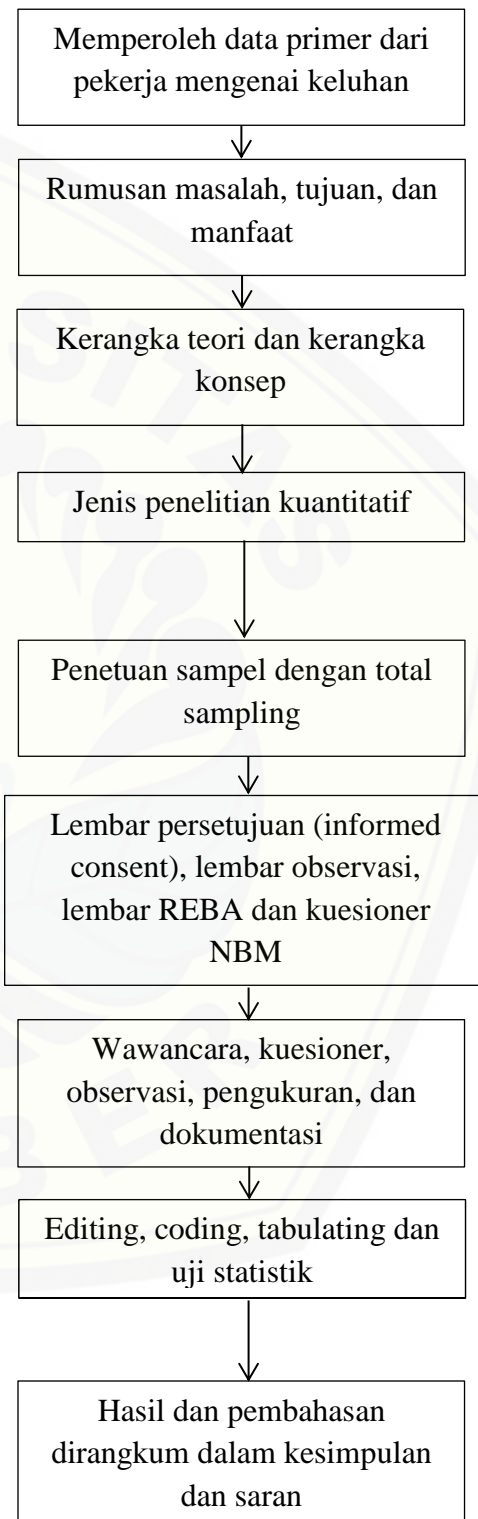 Memperoleh data primer dari
pekerja mengenai keluhan
Rumusan masalah, tujuan, dan
manfaat
Kerangka teori dan kerangka
konsep
Jenis penelitian kuantitatif
Penetuan sampel dengan total
sampling
Lembar persetujuan (informed
consent), lembar observasi,
lembar REBA dan kuesioner
NBM
Wawancara, kuesioner,
observasi, pengukuran, dan
dokumentasi
Editing, coding, tabulating dan
uji statistik
Hasil dan pembahasan
dirangkum dalam kesimpulan
dan saran